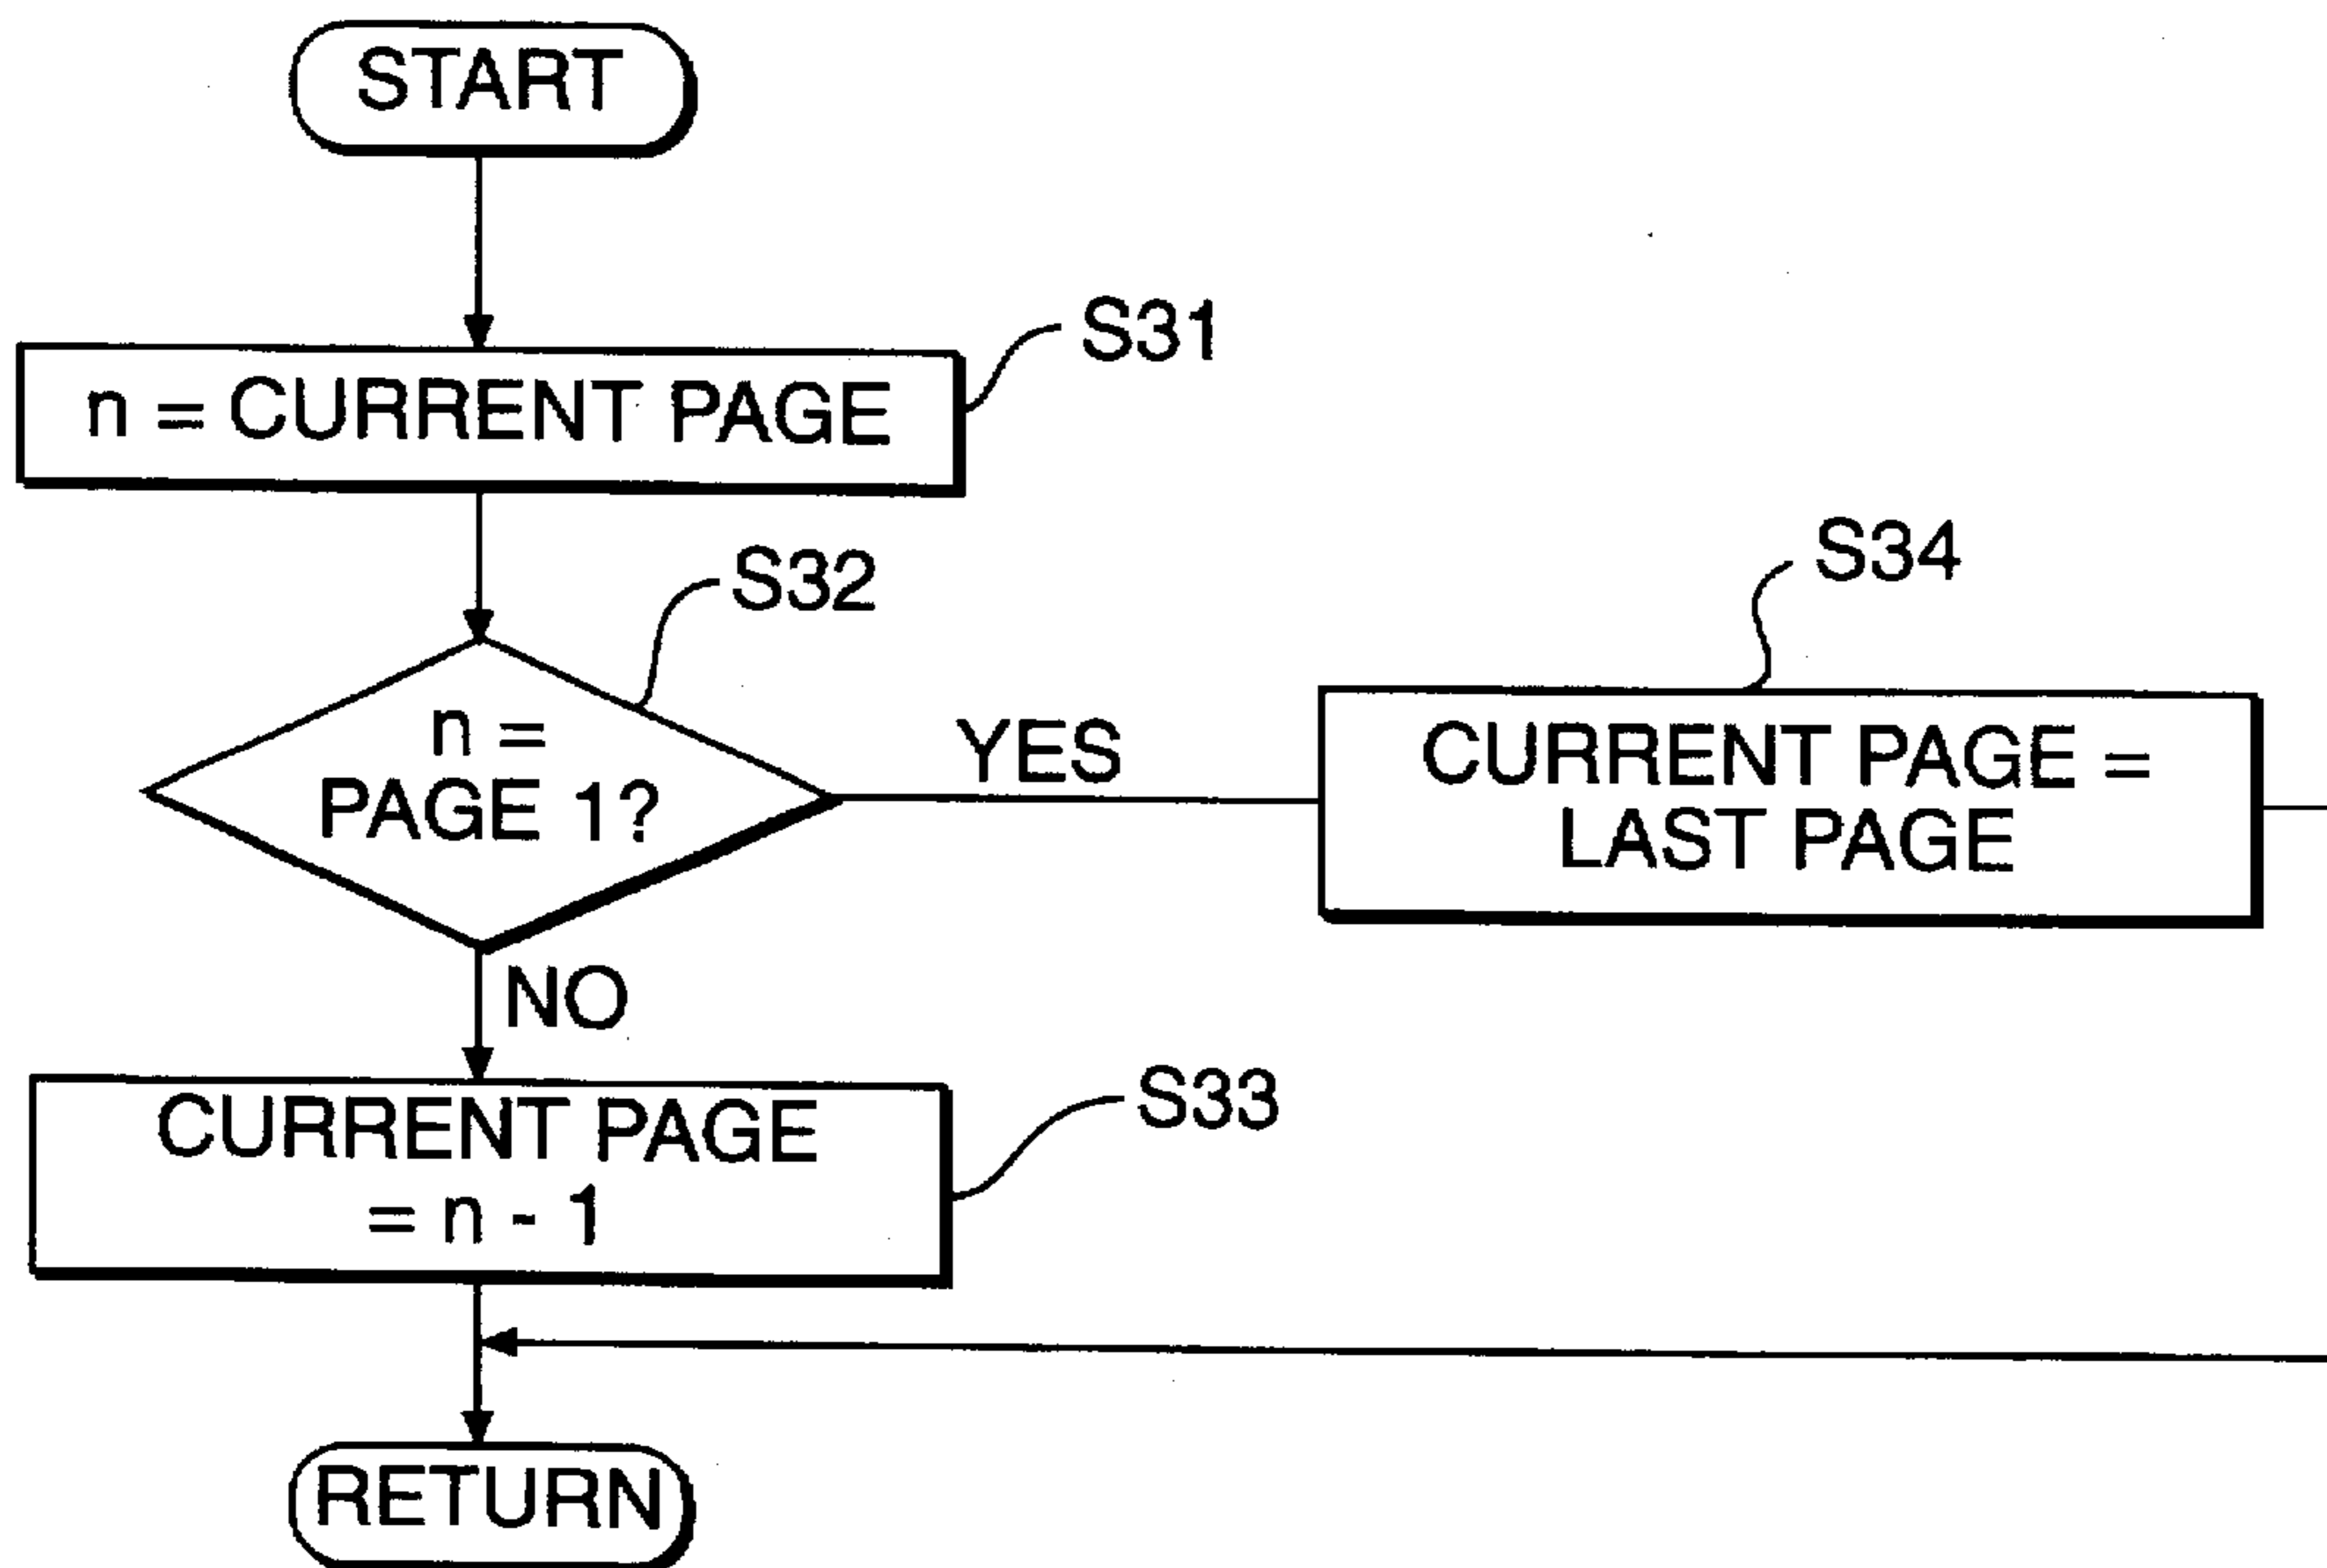 START
S31
n = CURRENT PAGE
S32
S34
n =
PAGE 1?
YES
CURRENT PAGE =
LAST PAGE
NO
S33
CURRENT PAGE
= n - 1
RETURN